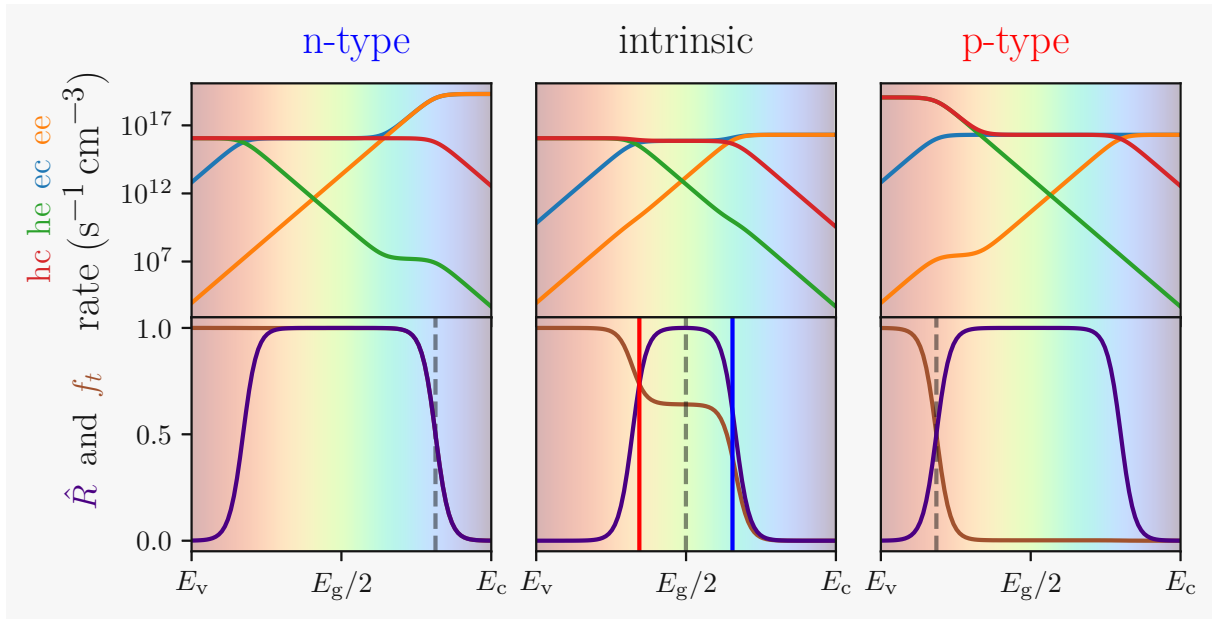 n-type intrinsic p-type
hc he ec ee
rate (s⁻¹ cm⁻³)
10¹⁷
10¹²
10⁷
R̂ and fₜ
1.0
0.5
0.0
Eᵥ E_g/2 E_c Eᵥ E_g/2 E_c Eᵥ E_g/2 E_c